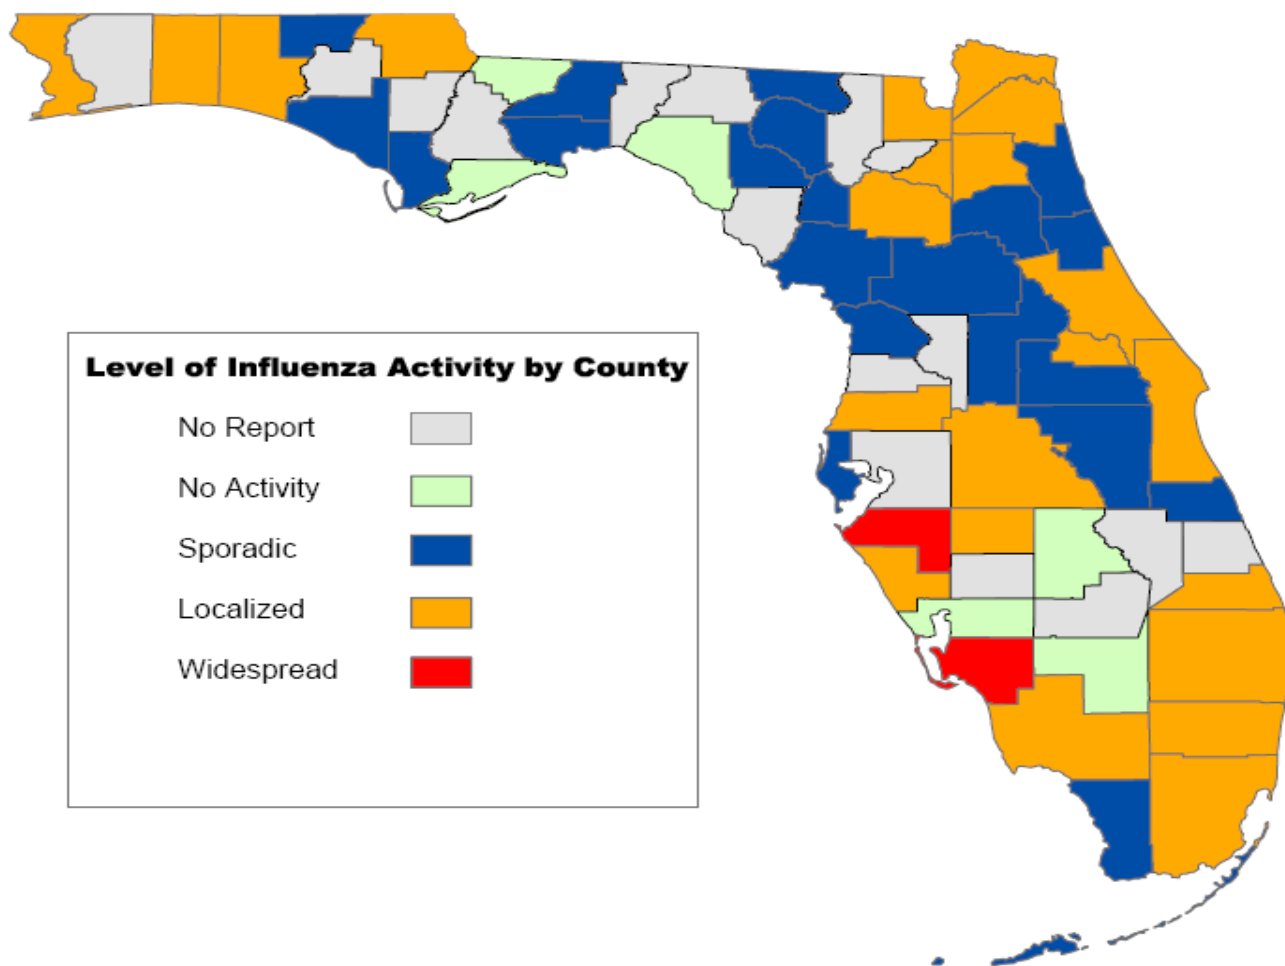 Level of Influenza Activity by County
No Report
No Activity
Sporadic
Localized
Widespread